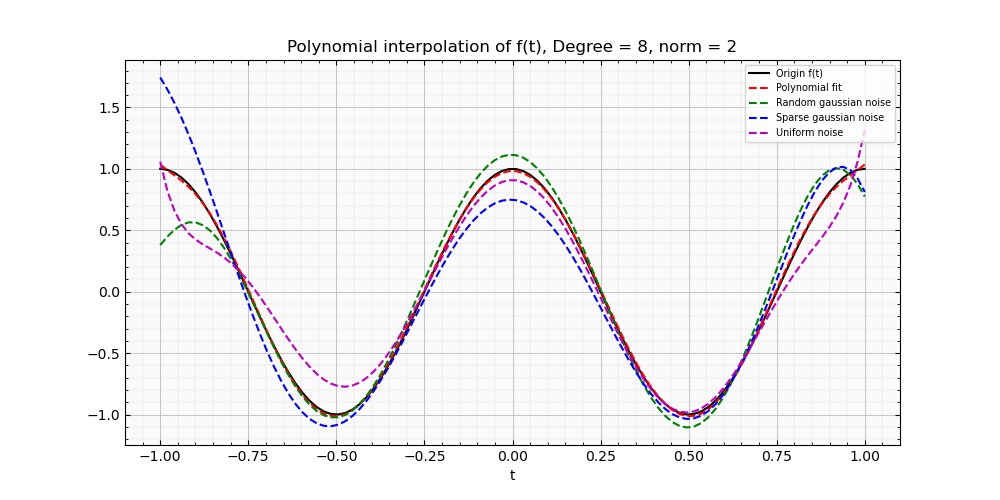 Polynomial interpolation of f(t), Degree = 8, norm = 2
Origin f(t)
Polynomial fit
Random gaussian noise
Sparse gaussian noise
Uniform noise
1.5
1.0
0.5
0.0
−0.5
−1.0
−1.00 −0.75 −0.50 −0.25 0.00 0.25 0.50 0.75 1.00
t